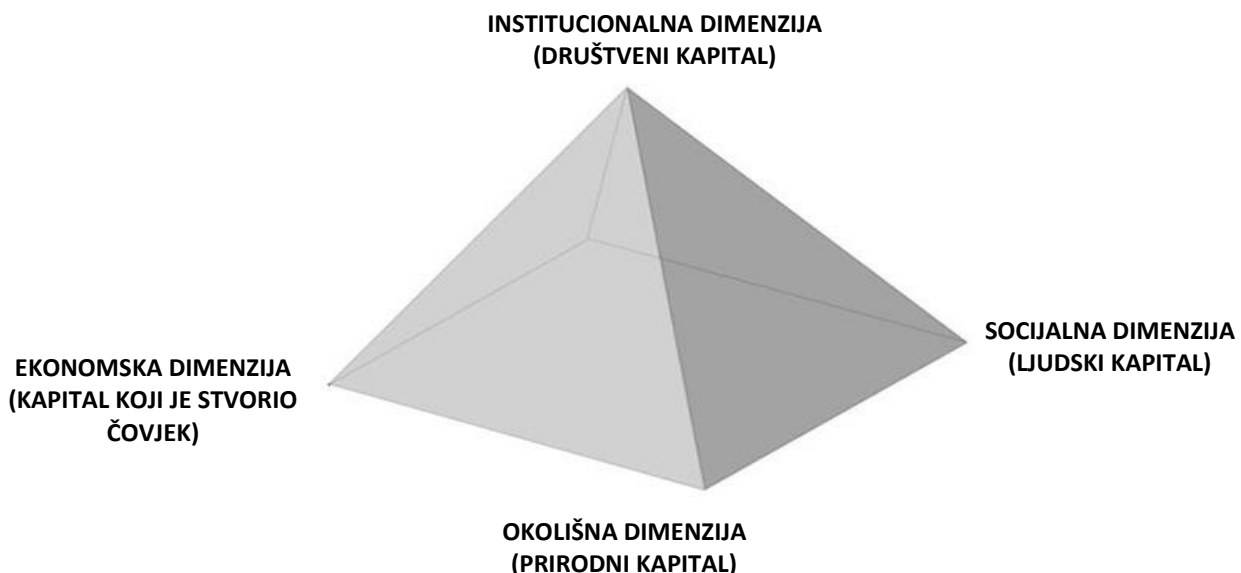 INSTITUCIONALNA DIMENZIJA
(DRUŠTVENI KAPITAL)
SOCIJALNA DIMENZIJA
(LJUDSKI KAPITAL)
EKONOMSKA DIMENZIJA
(KAPITAL KOJI JE STVORIO
ČOVJEK)
OKOLIŠNA DIMENZIJA
(PRIRODNI KAPITAL)